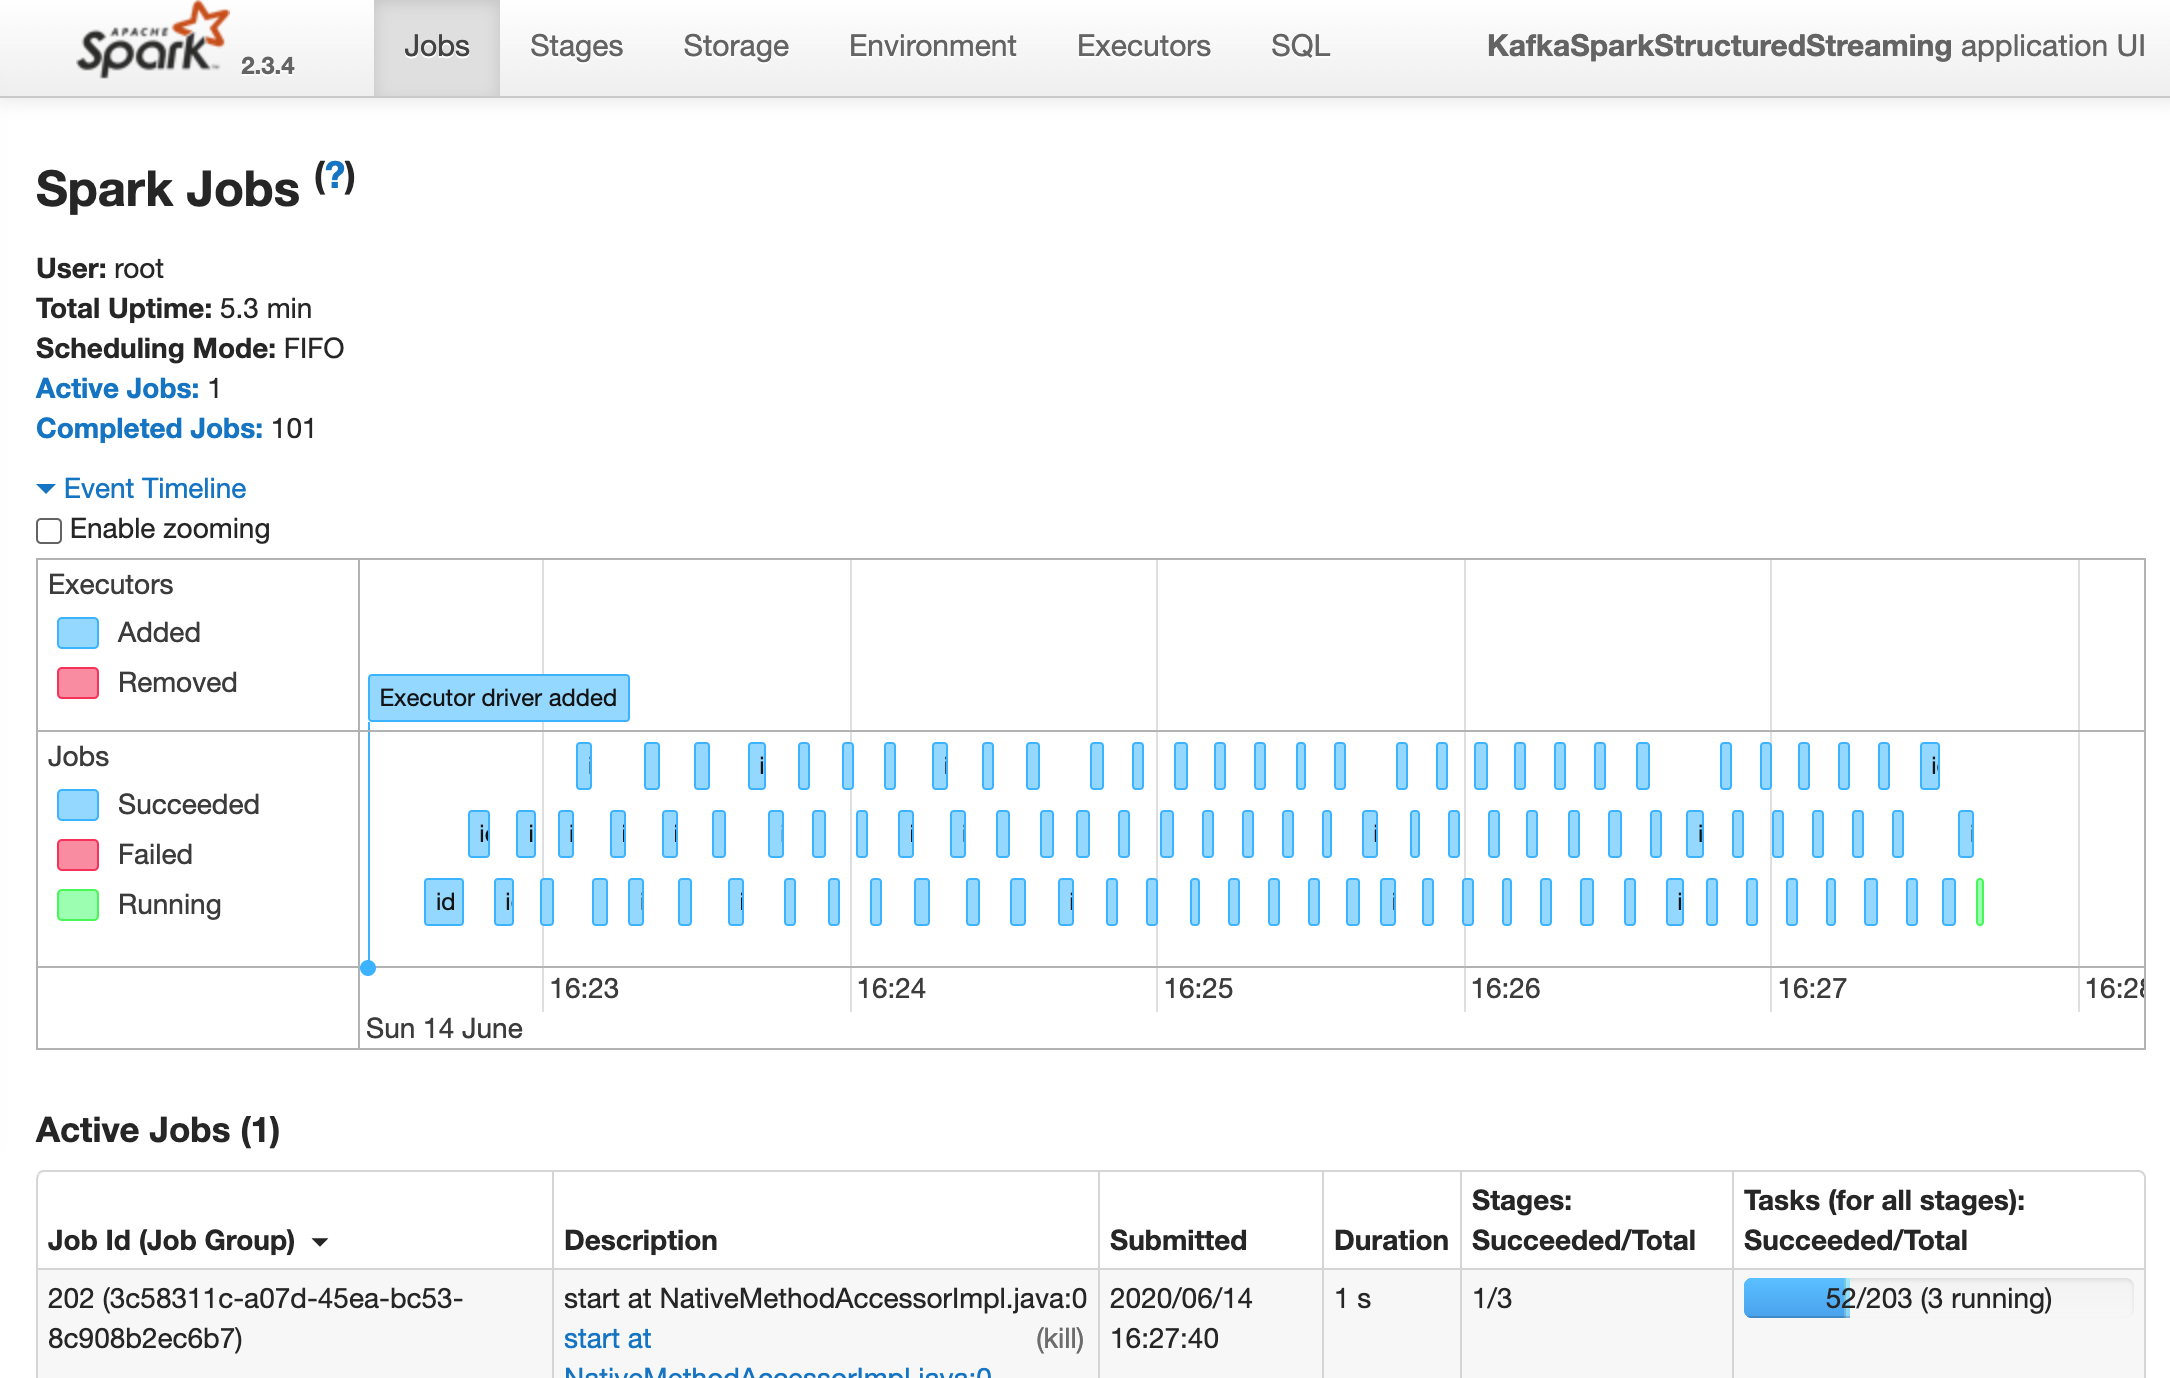 APACHE
Spark 2.3.4
Jobs Stages Storage Environment Executors SQL KafkaSparkStructuredStreaming application UI
Spark Jobs (?)
User: root
Total Uptime: 5.3 min
Scheduling Mode: FIFO
Active Jobs: 1
Completed Jobs: 101
Event Timeline
Enable zooming
Executors
Added
Removed
Executor driver added
Jobs
Succeeded
Failed
Running
id
16:23 16:24 16:25 16:26 16:27
Sun 14 June
Active Jobs (1)
Job Id (Job Group) Description Submitted Duration Stages: Succeeded/Total Tasks (for all stages): Succeeded/Total
202 (3c58311c-a07d-45ea-bc53- start at NativeMethodAccessorImpl.java:0 2020/06/14 1 s 1/3 52/203 (3 running)
8c908b2ec6b7) start at (kill) 16:27:40
NativeMethodAccessorImpl.java:0